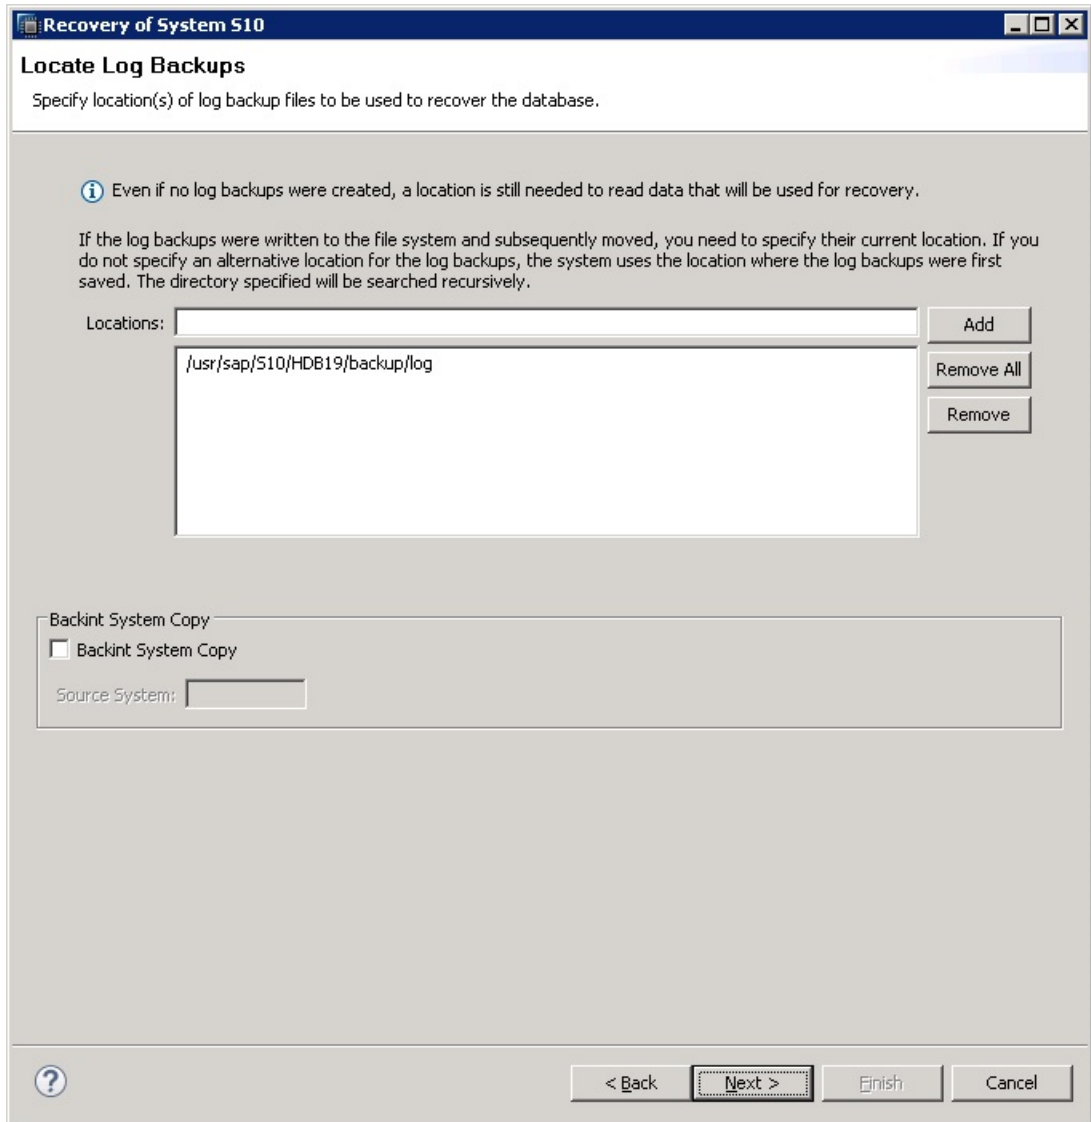 Recovery of System S10
Locate Log Backups
Specify location(s) of log backup files to be used to recover the database.
Even if no log backups were created, a location is still needed to read data that will be used for recovery.
If the log backups were written to the file system and subsequently moved, you need to specify their current location. If you
do not specify an alternative location for the log backups, the system uses the location where the log backups were first
saved. The directory specified will be searched recursively.
Locations:
Add
/usr/sap/S10/HDB19/backup/log
Remove All
Remove
Backint System Copy
Backint System Copy
Source System:
< Back
Next >
Finish
Cancel